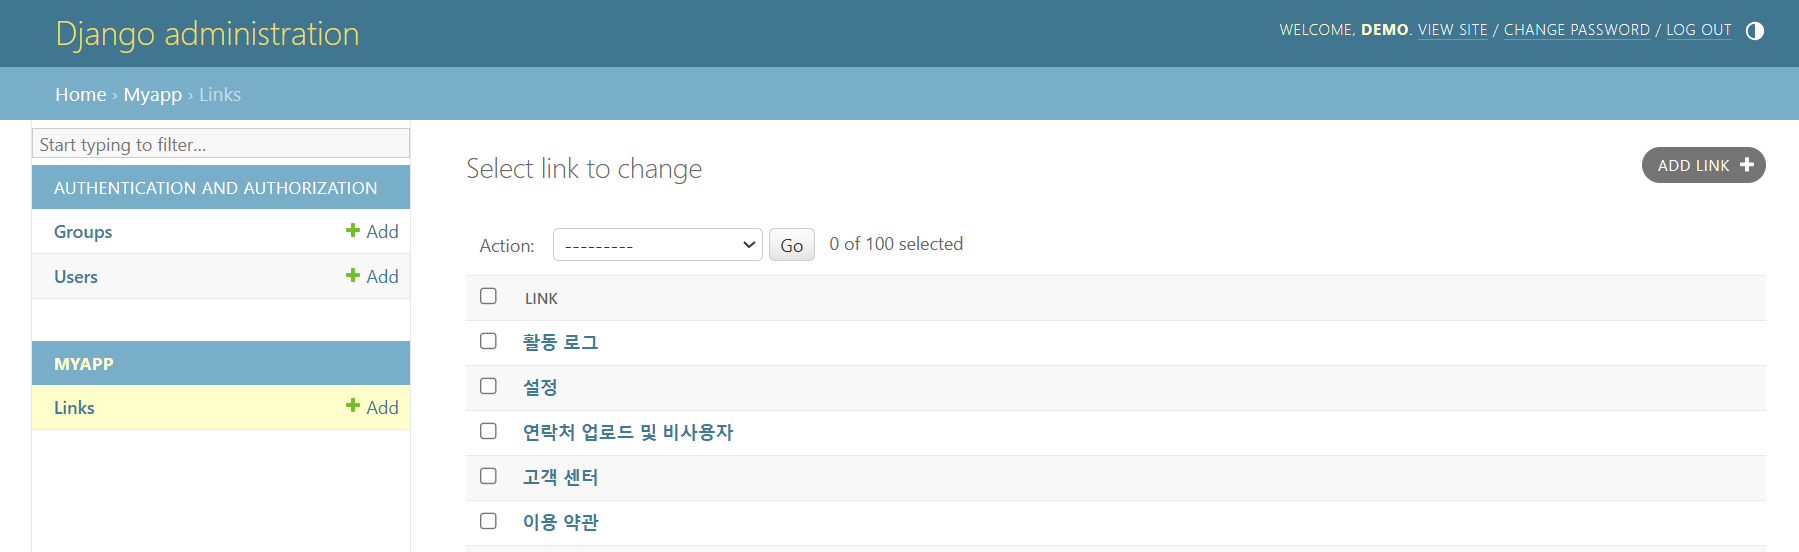 Django administration
WELCOME, DEMO. VIEW SITE / CHANGE PASSWORD / LOG OUT
Home › Myapp › Links
Start typing to filter...
AUTHENTICATION AND AUTHORIZATION
Groups Add
Users Add
MYAPP
Links Add
Select link to change
ADD LINK
Action: --------- Go 0 of 100 selected
LINK
활동 로그
설정
연락처 업로드 및 비사용자
고객 센터
이용 약관